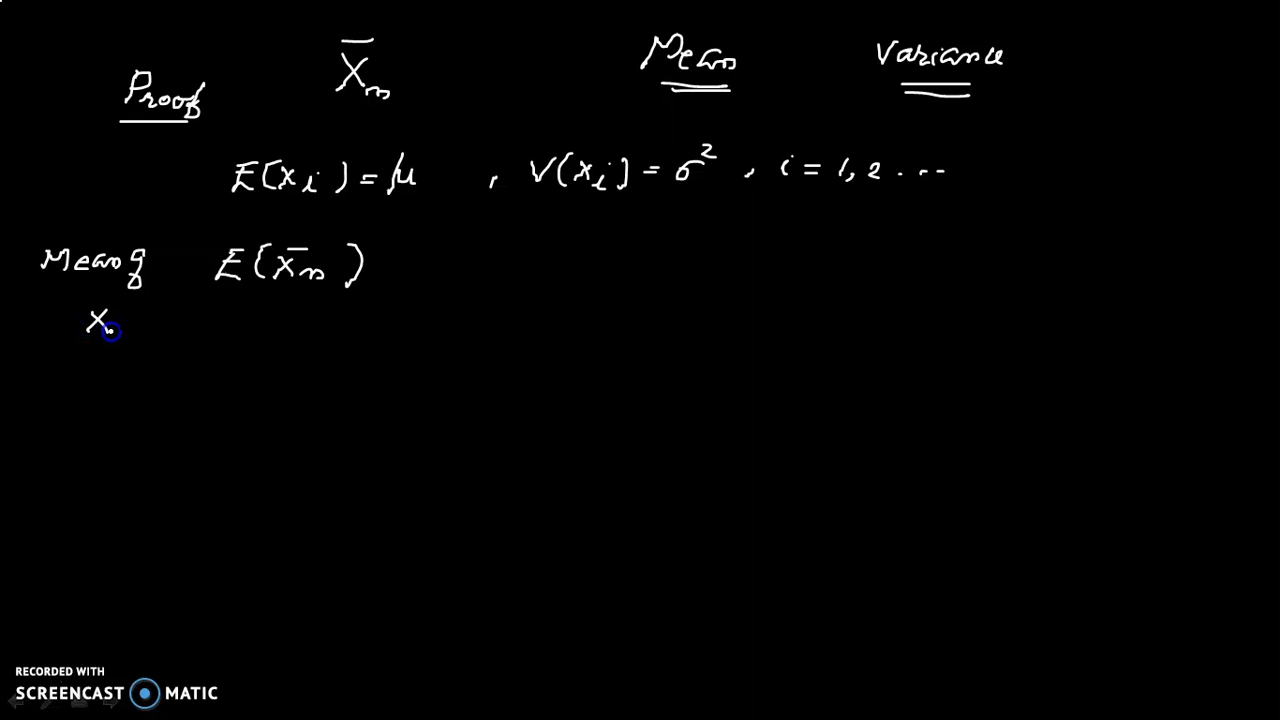 Proof X̄n Mean Variance
E(Xi) = μ , V(Xi) = σ² , i = 1, 2 ....
Mean of E(X̄n)
X
RECORDED WITH
SCREENCAST MATIC